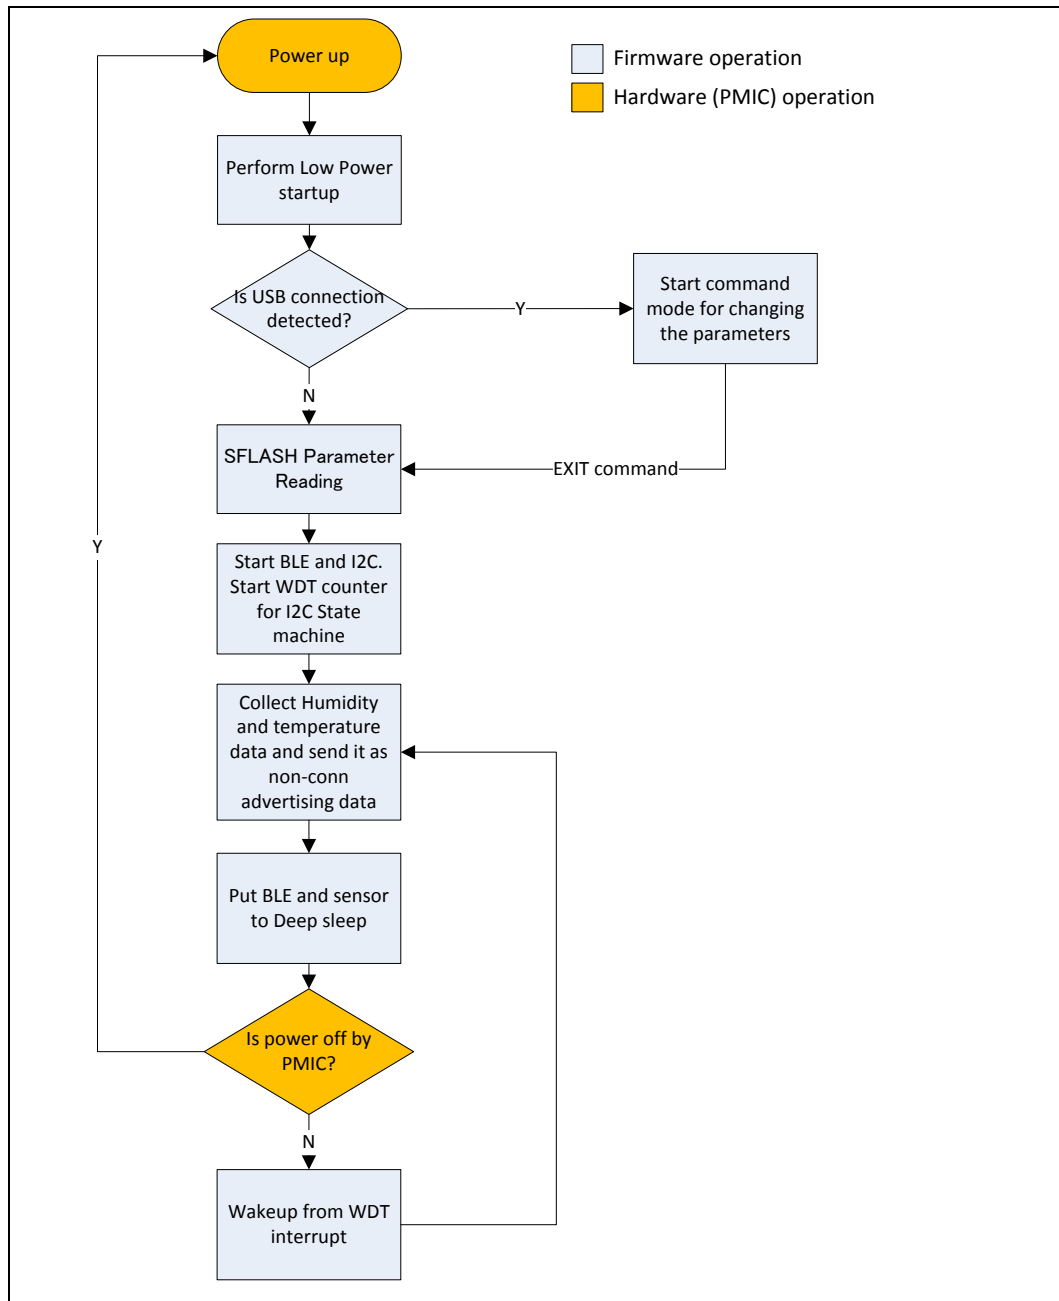 Power up
Firmware operation
Hardware (PMIC) operation
Perform Low Power
startup
Is USB connection
detected?
Y
Start command
mode for changing
the parameters
N
SFLASH Parameter
Reading
EXIT command
Y
Start BLE and I2C.
Start WDT counter
for I2C State
machine
Collect Humidity
and temperature
data and send it as
non-conn
advertising data
Put BLE and sensor
to Deep sleep
Is power off by
PMIC?
N
Wakeup from WDT
interrupt